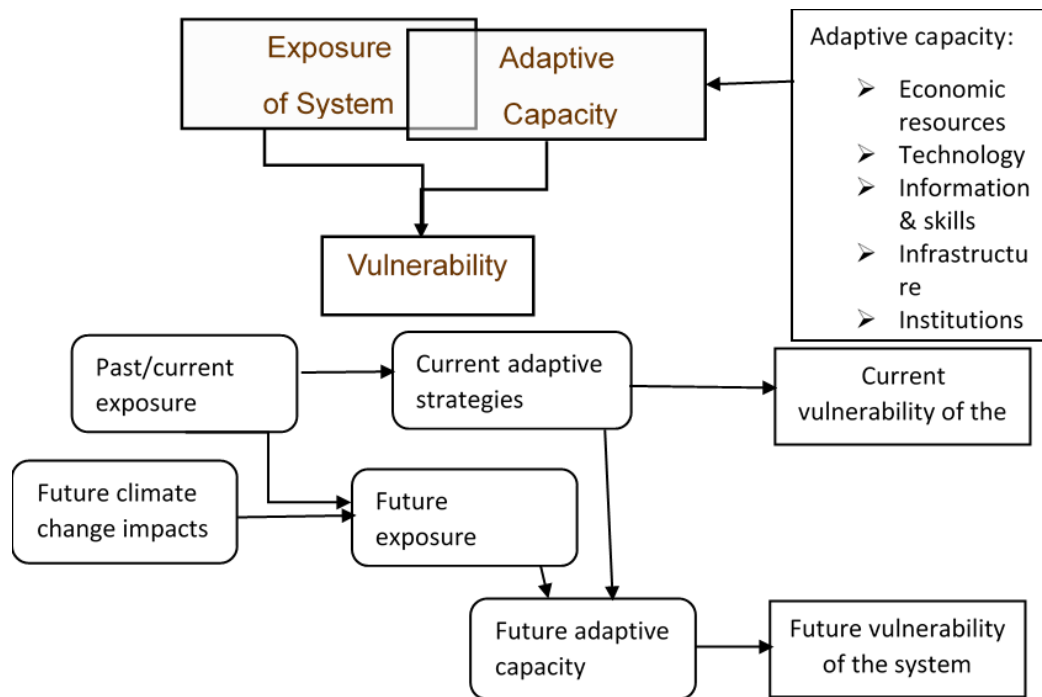 Exposure
of System
Adaptive
Capacity
Adaptive capacity:
➢ Economic
resources
➢ Technology
➢ Information
& skills
➢ Infrastructu
re
➢ Institutions
Vulnerability
Past/current
exposure
Current adaptive
strategies
Current
vulnerability of the
Future climate
change impacts
Future
exposure
Future adaptive
capacity
Future vulnerability
of the system